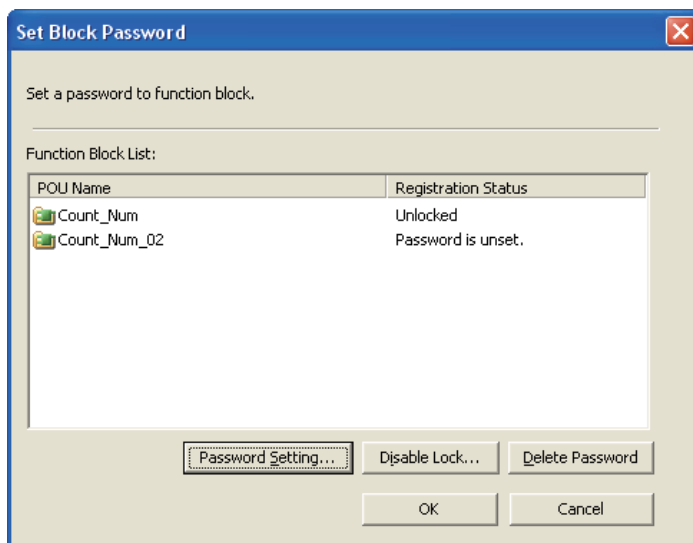 Set Block Password
Set a password to function block.
Function Block List:
POU Name Registration Status
Count_Num Unlocked
Count_Num_02 Password is unset.
Password Setting... Disable Lock... Delete Password
OK Cancel